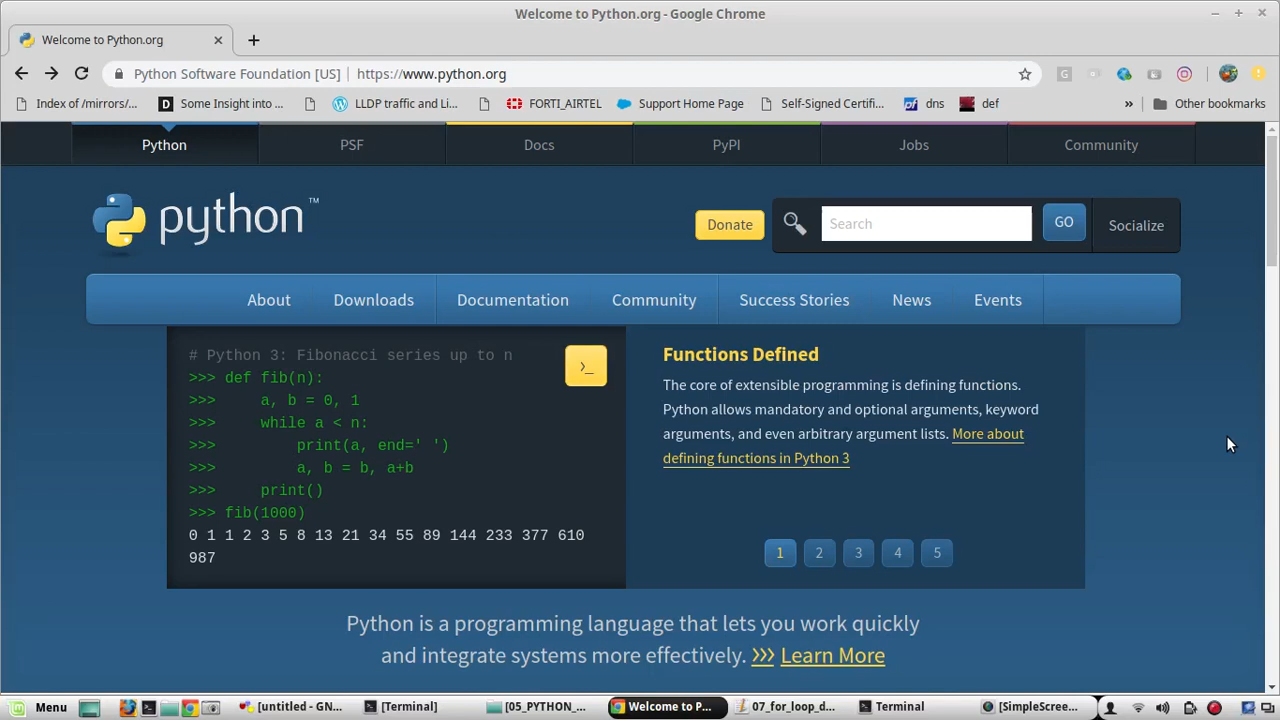 Welcome to Python.org - Google Chrome
Welcome to Python.org
Python Software Foundation [US] | https://www.python.org
Index of /mirrors/... Some Insight into ... LLDP traffic and Li... FORTI_AIRTEL Support Home Page Self-Signed Certifi... dns def » Other bookmarks
Python PSF Docs PyPI Jobs Community
python™ Donate Search GO Socialize
About Downloads Documentation Community Success Stories News Events
# Python 3: Fibonacci series up to n
>>> def fib(n):
>>>     a, b = 0, 1
>>>     while a < n:
>>>         print(a, end=' ')
>>>         a, b = b, a+b
>>>     print()
>>> fib(1000)
0 1 1 2 3 5 8 13 21 34 55 89 144 233 377 610
987
>_
Functions Defined
The core of extensible programming is defining functions.
Python allows mandatory and optional arguments, keyword
arguments, and even arbitrary argument lists. More about
defining functions in Python 3
1 2 3 4 5
Python is a programming language that lets you work quickly
and integrate systems more effectively. >>> Learn More
Menu [untitled - GN... [Terminal] [05_PYTHON_... Welcome to P... 07_for_loop_d... Terminal [SimpleScreen...